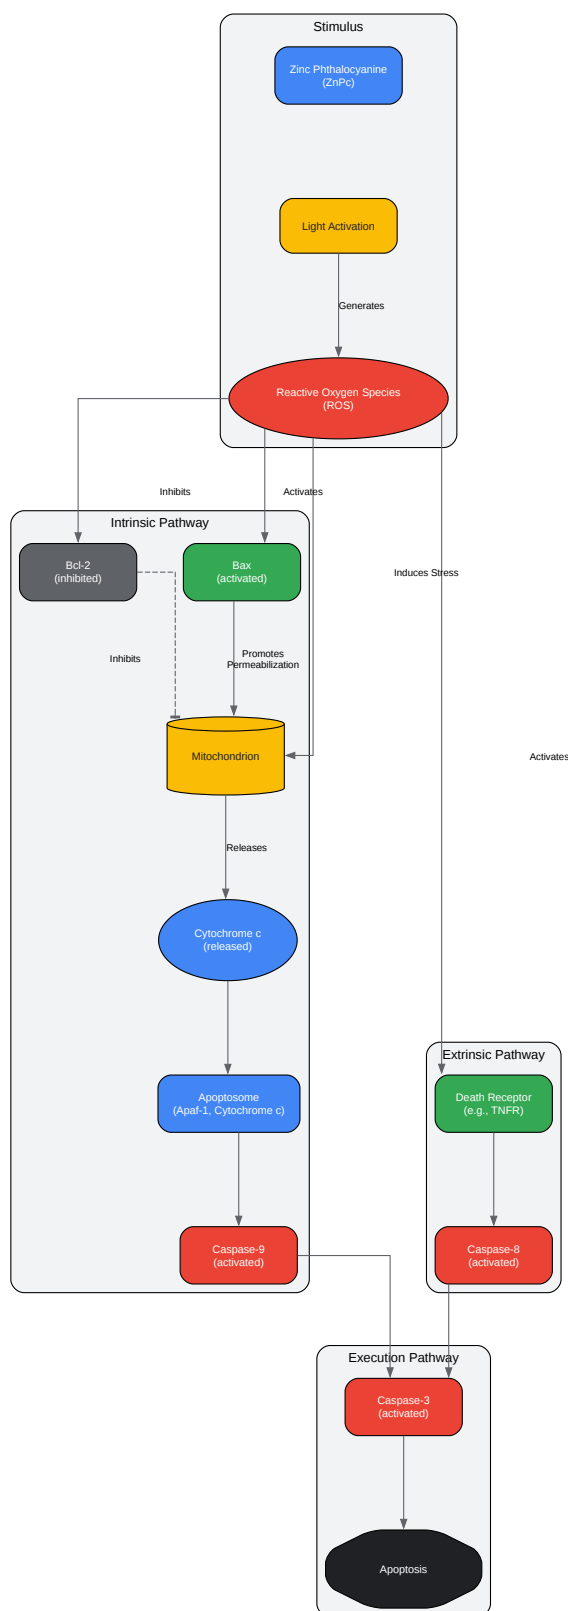 Stimulus
Zinc Phthalocyanine
(ZnPc)
Light Activation
Generates
Reactive Oxygen Species
(ROS)
Inhibits
Activates
Intrinsic Pathway
Bcl-2
(inhibited)
Bax
(activated)
Induces Stress
Inhibits
Promotes
Permeabilization
Mitochondrion
Activates
Releases
Cytochrome c
(released)
Extrinsic Pathway
Apoptosome
(Apaf-1, Cytochrome c)
Death Receptor
(e.g., TNFR)
Caspase-9
(activated)
Caspase-8
(activated)
Execution Pathway
Caspase-3
(activated)
Apoptosis